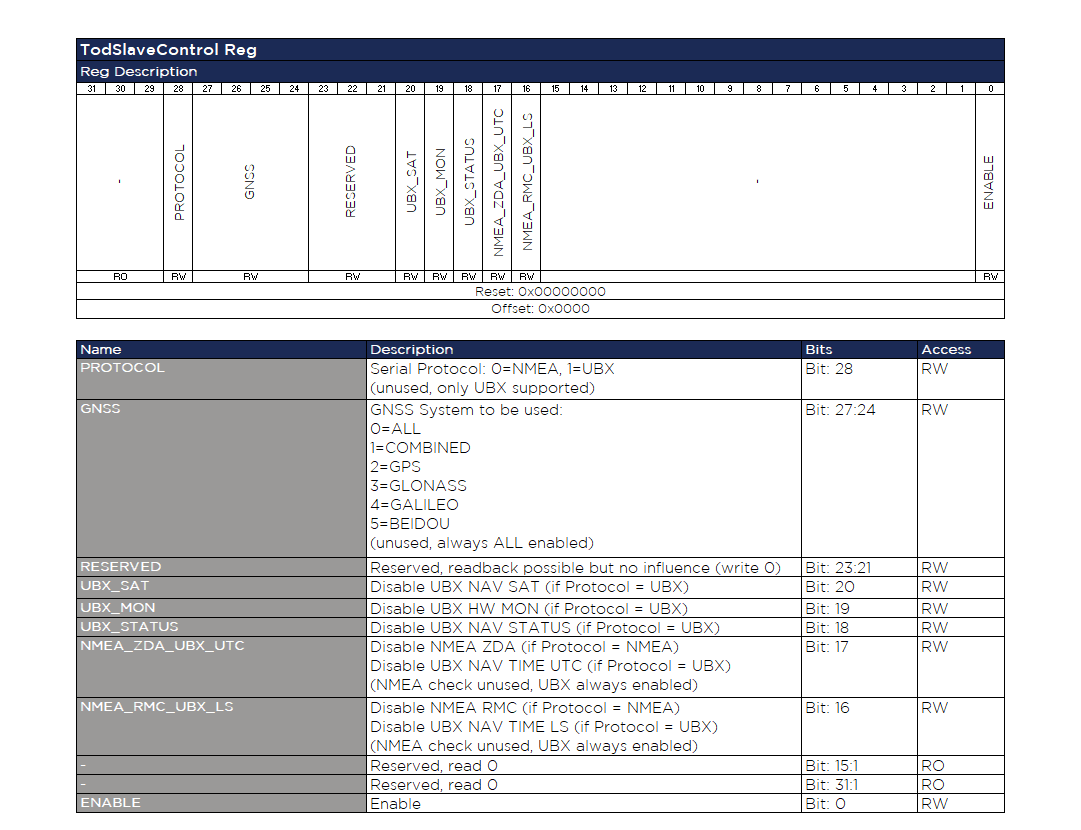 TodSlaveControl Reg
Reg Description
31 30 29 28 27 26 25 24 23 22 21 20 19 18 17 16 15 14 13 12 11 10 9 8 7 6 5 4 3 2 1 0
- PROTOCOL GNSS RESERVED UBX_SAT UBX_MON UBX_STATUS NMEA_ZDA_UBX_UTC NMEA_RMC_UBX_LS - ENABLE
RO RW RW RW RW RW RW RW RW RW
Reset: 0x00000000
Offset: 0x0000
Name Description Bits Access
PROTOCOL Serial Protocol: 0=NMEA, 1=UBX Bit: 28 RW
(unused, only UBX supported)
GNSS GNSS System to be used: Bit: 27:24 RW
0=ALL
1=COMBINED
2=GPS
3=GLONASS
4=GALILEO
5=BEIDOU
(unused, always ALL enabled)
RESERVED Reserved, readback possible but no influence (write 0) Bit: 23:21 RW
UBX_SAT Disable UBX NAV SAT (if Protocol = UBX) Bit: 20 RW
UBX_MON Disable UBX HW MON (if Protocol = UBX) Bit: 19 RW
UBX_STATUS Disable UBX NAV STATUS (if Protocol = UBX) Bit: 18 RW
NMEA_ZDA_UBX_UTC Disable NMEA ZDA (if Protocol = NMEA) Bit: 17 RW
Disable UBX NAV TIME UTC (if Protocol = UBX)
(NMEA check unused, UBX always enabled)
NMEA_RMC_UBX_LS Disable NMEA RMC (if Protocol = NMEA) Bit: 16 RW
Disable UBX NAV TIME LS (if Protocol = UBX)
(NMEA check unused, UBX always enabled)
- Reserved, read 0 Bit: 15:1 RO
- Reserved, read 0 Bit: 31:1 RO
ENABLE Enable Bit: 0 RW